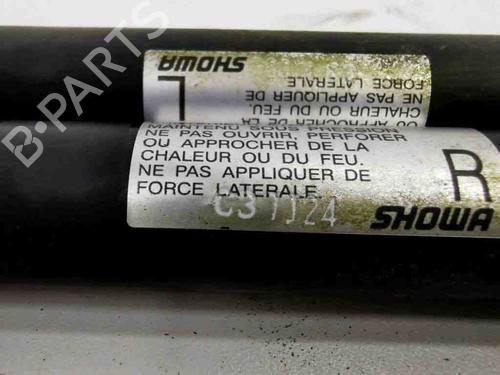 B-PARTS
SHOWA
L
FORCE LATERALE
NE PAS APPLIQUER DE
CHALEUR OU DU FEU.
OU APPROCHER DE LA
MAINTENU SOUS PRESSION
NE PAS OUVRIR PERFORER
OU APPROCHER DE LA
CHALEUR OU DU FEU.
NE PAS APPLIQUER DE
FORCE LATERALE.
R
SHOWA